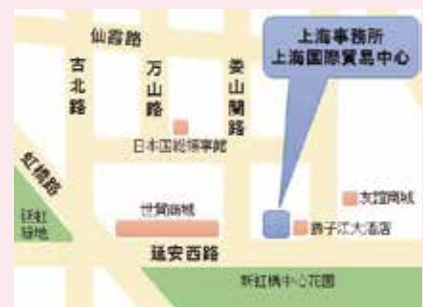 仙霞路
上海事務所
上海国際貿易中心
古北路
万山路
娄山關路
日本国総領事館
虹橋路
友誼商城
世貿商城
揚子江大酒店
延安西路
新虹橋中心花園